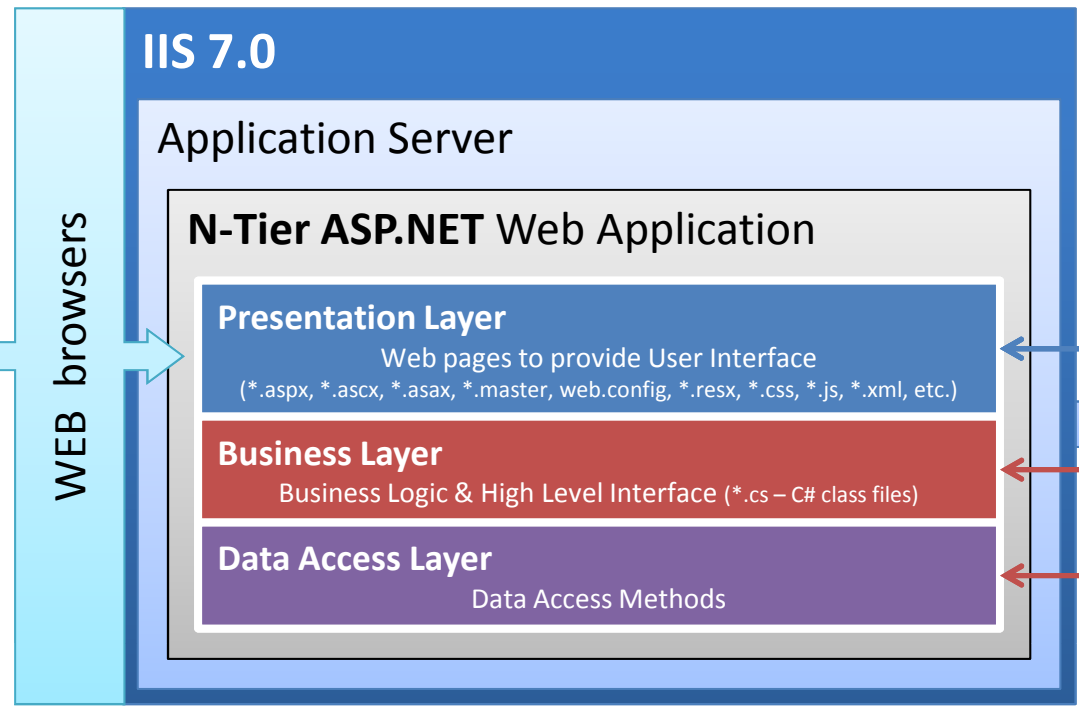 WEB browsers
IIS 7.0
Application Server
N-Tier ASP.NET Web Application
Presentation Layer
Web pages to provide User Interface
(*.aspx, *.ascx, *.asax, *.master, web.config, *.resx, *.css, *.js, *.xml, etc.)
Business Layer
Business Logic & High Level Interface (*.cs – C# class files)
Data Access Layer
Data Access Methods